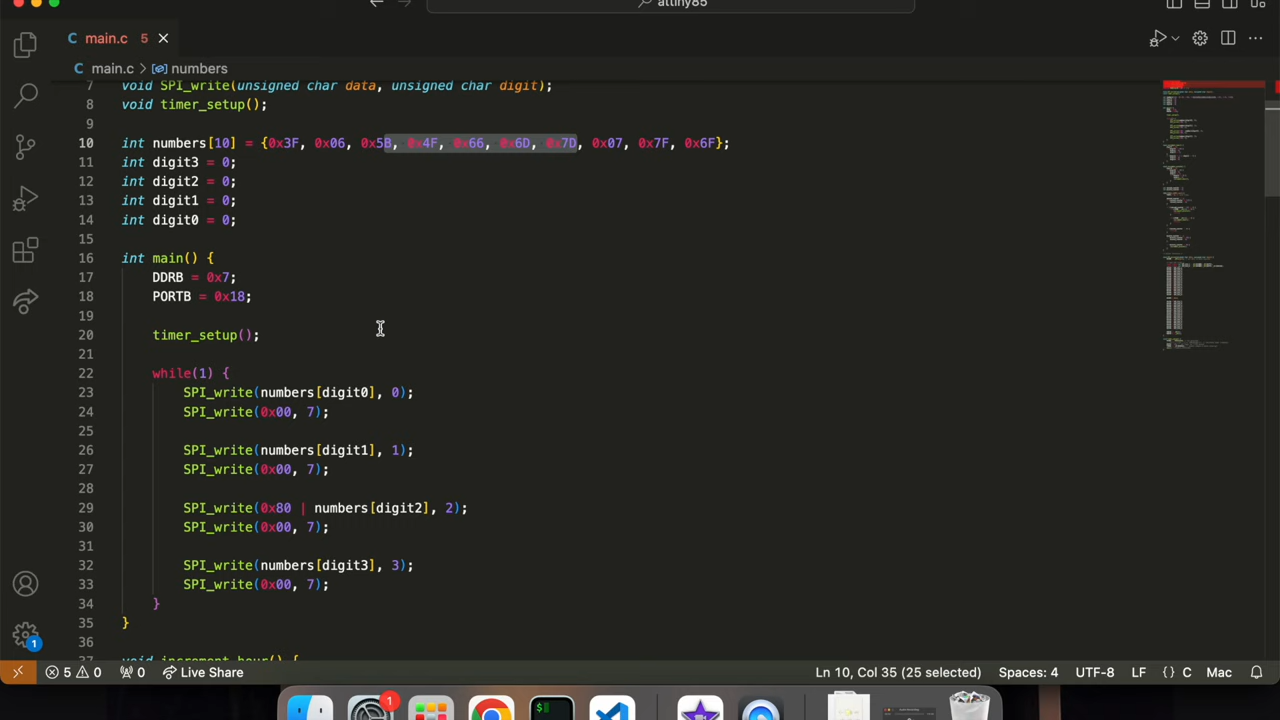 attiny85
main.c 5
main.c > numbers
7 void SPI_write(unsigned char data, unsigned char digit);
8 void timer_setup();
9
10 int numbers[10] = {0x3F, 0x06, 0x5B, 0x4F, 0x66, 0x6D, 0x7D, 0x07, 0x7F, 0x6F};
11 int digit3 = 0;
12 int digit2 = 0;
13 int digit1 = 0;
14 int digit0 = 0;
15
16 int main() {
17 DDRB = 0x7;
18 PORTB = 0x18;
19
20 timer_setup();
21
22 while(1) {
23 SPI_write(numbers[digit0], 0);
24 SPI_write(0x00, 7);
25
26 SPI_write(numbers[digit1], 1);
27 SPI_write(0x00, 7);
28
29 SPI_write(0x80 | numbers[digit2], 2);
30 SPI_write(0x00, 7);
31
32 SPI_write(numbers[digit3], 3);
33 SPI_write(0x00, 7);
34 }
35 }
36
37 void increment_hour() {
1
5 0 0 Live Share Ln 10, Col 35 (25 selected) Spaces: 4 UTF-8 LF {} C Mac
1
$